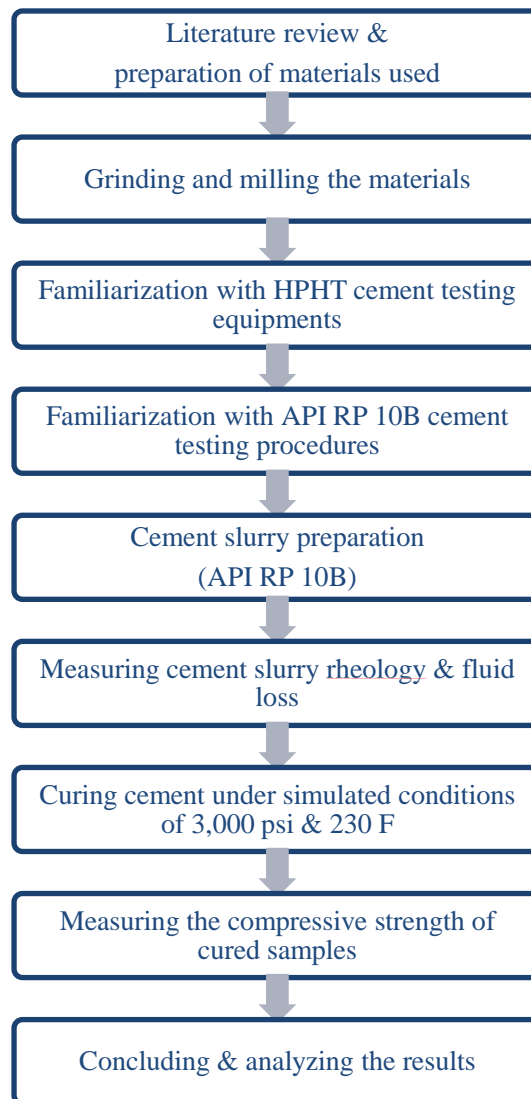 Literature review &
preparation of materials used
Grinding and milling the materials
Familiarization with HPHT cement testing
equipments
Familiarization with API RP 10B cement
testing procedures
Cement slurry preparation
(API RP 10B)
Measuring cement slurry rheology & fluid
loss
Curing cement under simulated conditions
of 3,000 psi & 230 F
Measuring the compressive strength of
cured samples
Concluding & analyzing the results